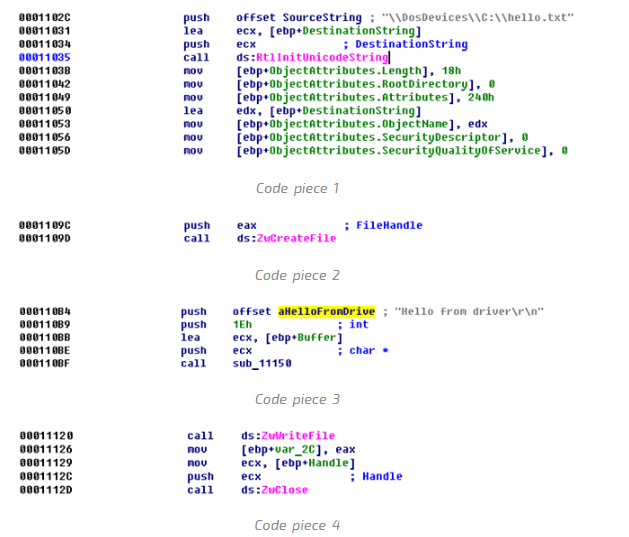 0001102C push offset SourceString ; "\\DosDevices\\C:\\hello.txt"
00011031 lea ecx, [ebp+DestinationString]
00011034 push ecx ; DestinationString
00011035 call ds:RtlInitUnicodeString
0001103B mov [ebp+ObjectAttributes.Length], 18h
00011042 mov [ebp+ObjectAttributes.RootDirectory], 0
00011049 mov [ebp+ObjectAttributes.Attributes], 240h
00011050 lea edx, [ebp+DestinationString]
00011053 mov [ebp+ObjectAttributes.ObjectName], edx
00011056 mov [ebp+ObjectAttributes.SecurityDescriptor], 0
0001105D mov [ebp+ObjectAttributes.SecurityQualityOfService], 0
Code piece 1
0001109C push eax ; FileHandle
0001109D call ds:ZwCreateFile
Code piece 2
000110B4 push offset aHelloFromDrive ; "Hello from driver\r\n"
000110B9 push 1Eh ; int
000110BB lea ecx, [ebp+Buffer]
000110BE push ecx ; char *
000110BF call sub_11150
Code piece 3
00011120 call ds:ZwWriteFile
00011126 mov [ebp+var_2C], eax
00011129 mov ecx, [ebp+Handle]
0001112C push ecx ; Handle
0001112D call ds:ZwClose
Code piece 4